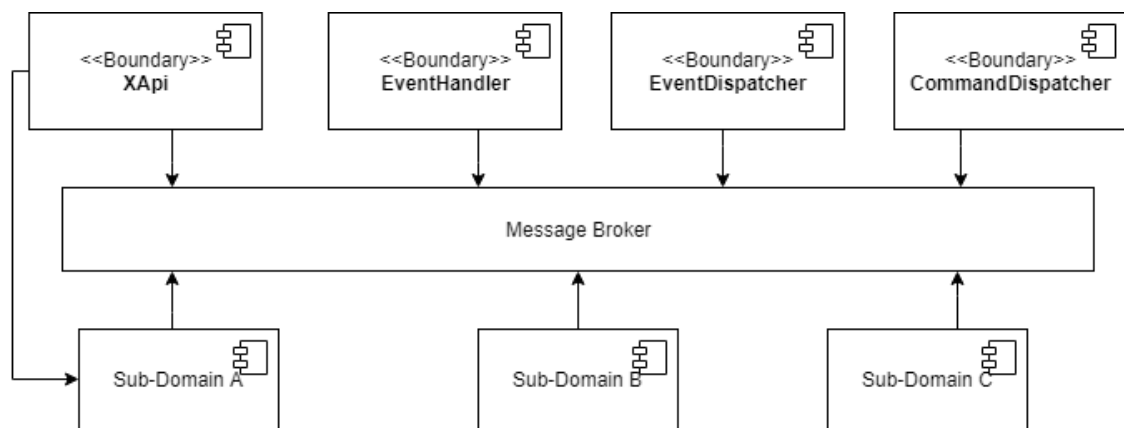 <<Boundary>>
XApi
<<Boundary>>
EventHandler
<<Boundary>>
EventDispatcher
<<Boundary>>
CommandDispatcher
Message Broker
Sub-Domain A
Sub-Domain B
Sub-Domain C